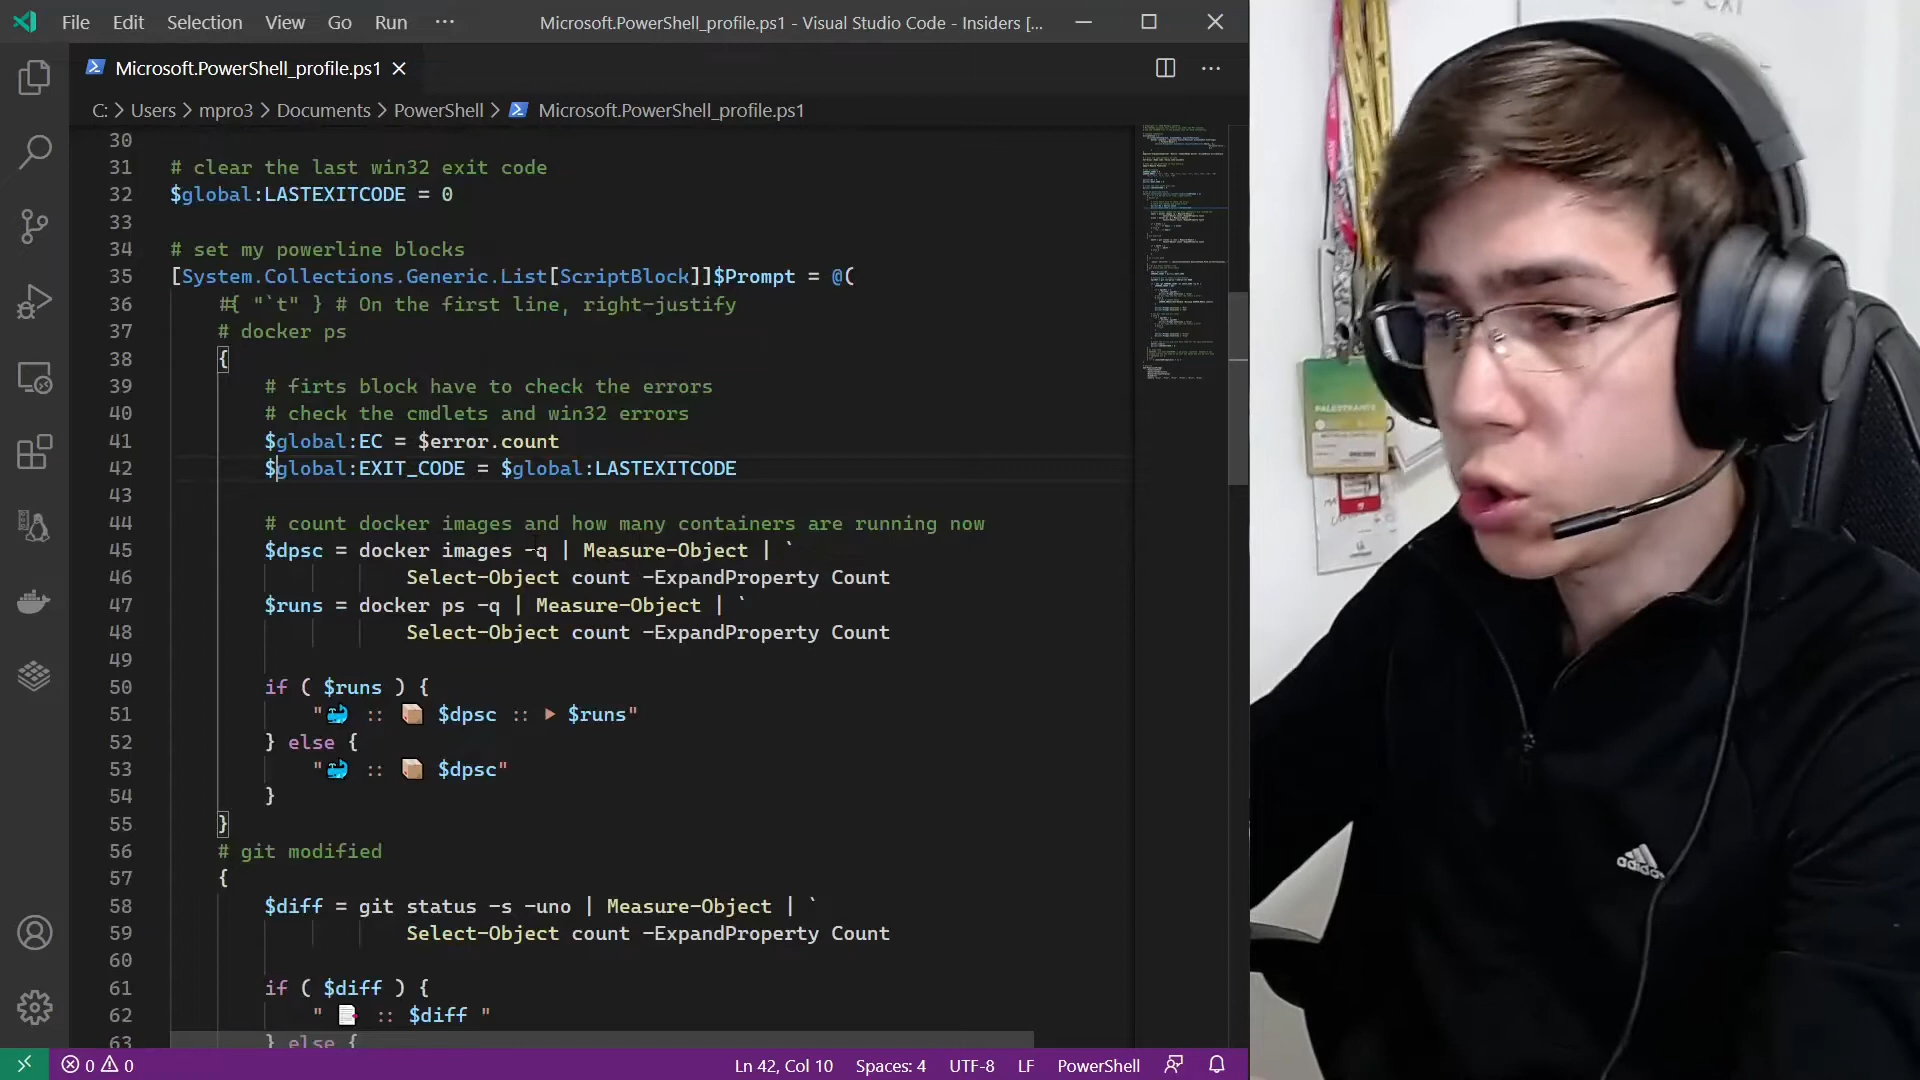 File Edit Selection View Go Run ··· Microsoft.PowerShell_profile.ps1 - Visual Studio Code - Insiders [...
Microsoft.PowerShell_profile.ps1
C: > Users > mpro3 > Documents > PowerShell > Microsoft.PowerShell_profile.ps1
30
31 # clear the last win32 exit code
32 $global:LASTEXITCODE = 0
33
34 # set my powerline blocks
35 [System.Collections.Generic.List[ScriptBlock]]$Prompt = @(
36 #{ "`t" } # On the first line, right-justify
37 # docker ps
38 {
39 # firts block have to check the errors
40 # check the cmdlets and win32 errors
41 $global:EC = $error.count
42 $global:EXIT_CODE = $global:LASTEXITCODE
43
44 # count docker images and how many containers are running now
45 $dpsc = docker images -q | Measure-Object | `
46 Select-Object count -ExpandProperty Count
47 $runs = docker ps -q | Measure-Object | `
48 Select-Object count -ExpandProperty Count
49
50 if ( $runs ) {
51 "🐳 :: 📦 $dpsc :: ▶ $runs"
52 } else {
53 "🐳 :: 📦 $dpsc"
54 }
55 }
56 # git modified
57 {
58 $diff = git status -s -uno | Measure-Object | `
59 Select-Object count -ExpandProperty Count
60
61 if ( $diff ) {
62 " 📑 :: $diff "
63 } else {
0 0 Ln 42, Col 10 Spaces: 4 UTF-8 LF PowerShell
PALESTRANTE
adidas